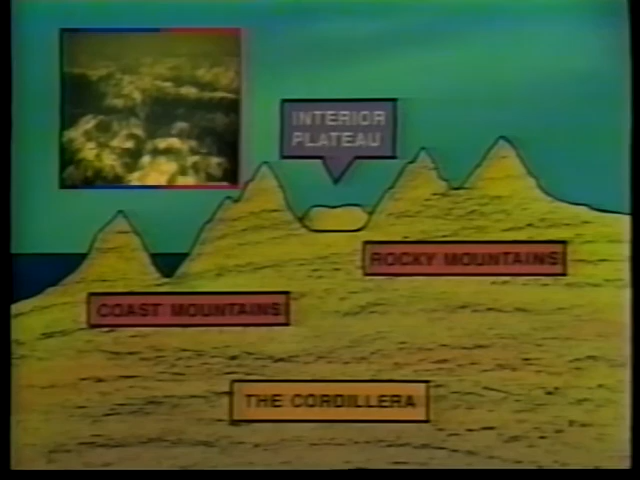 INTERIOR
PLATEAU
ROCKY MOUNTAINS
COAST MOUNTAINS
THE CORDILLERA